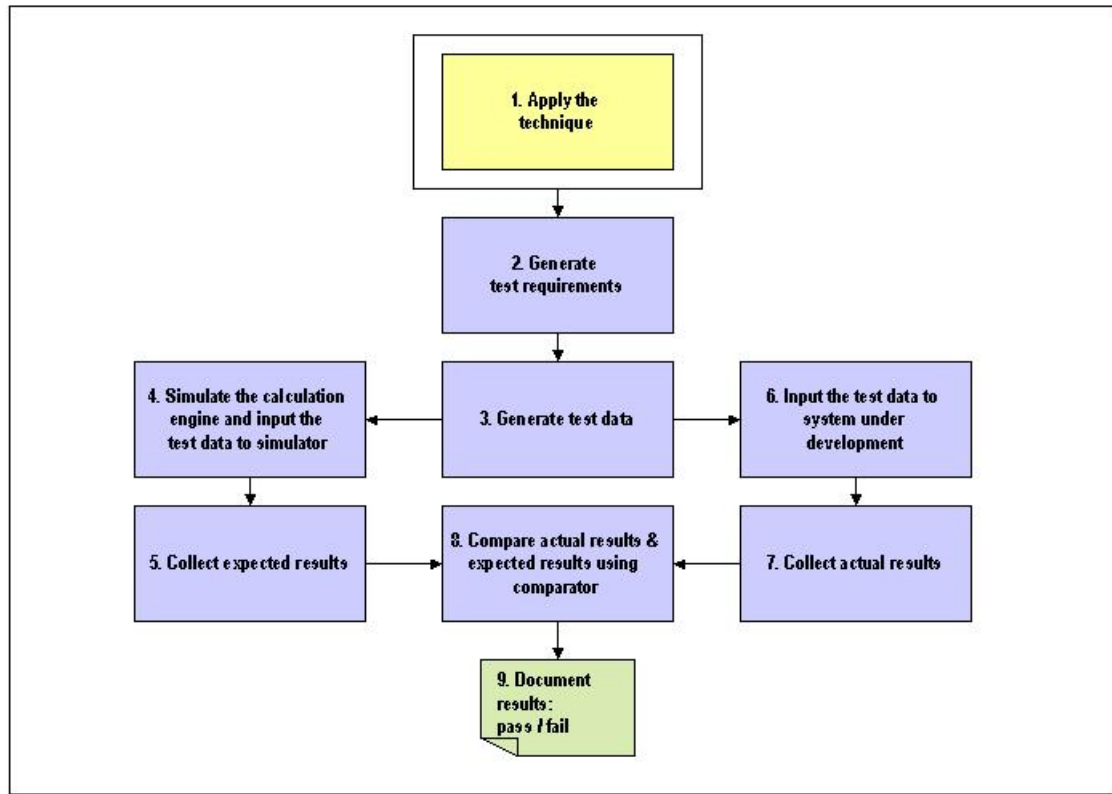 1. Apply the
technique
2. Generate
test requirements
4. Simulate the calculation
engine and input the
test data to simulator
3. Generate test data
6. Input the test data to
system under
development
5. Collect expected results
8. Compare actual results &
expected results using
comparator
7. Collect actual results
9. Document
results:
pass / fail